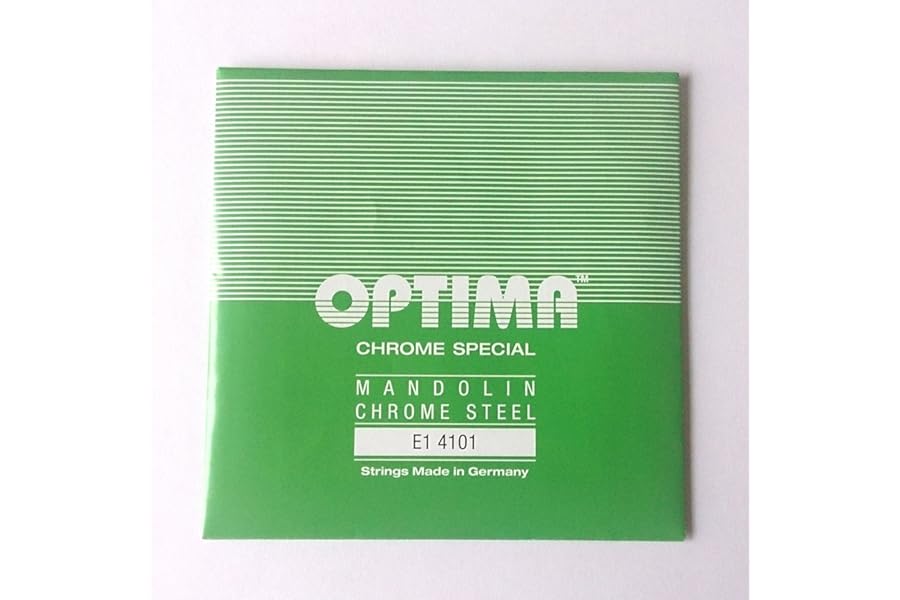 OPTIMA™
CHROME SPECIAL
MANDOLIN
CHROME STEEL
E1 4101
Strings Made in Germany